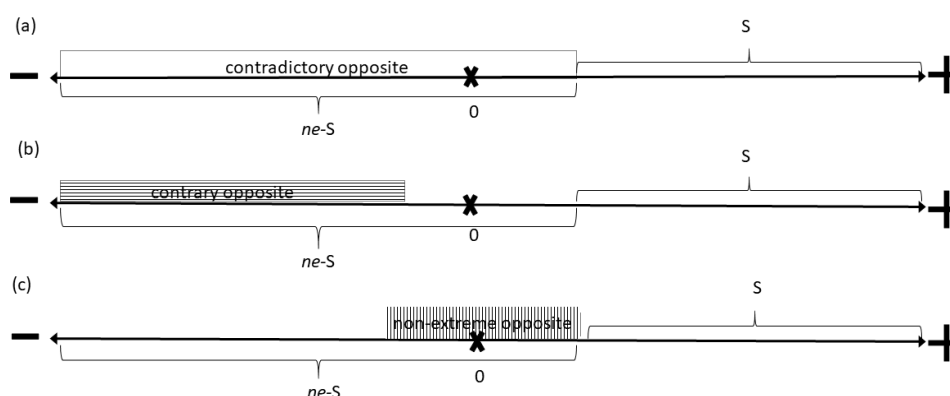 (a)
S
contradictory opposite
0
ne-S
(b)
S
contrary opposite
0
ne-S
(c)
S
non-extreme opposite
0
ne-S